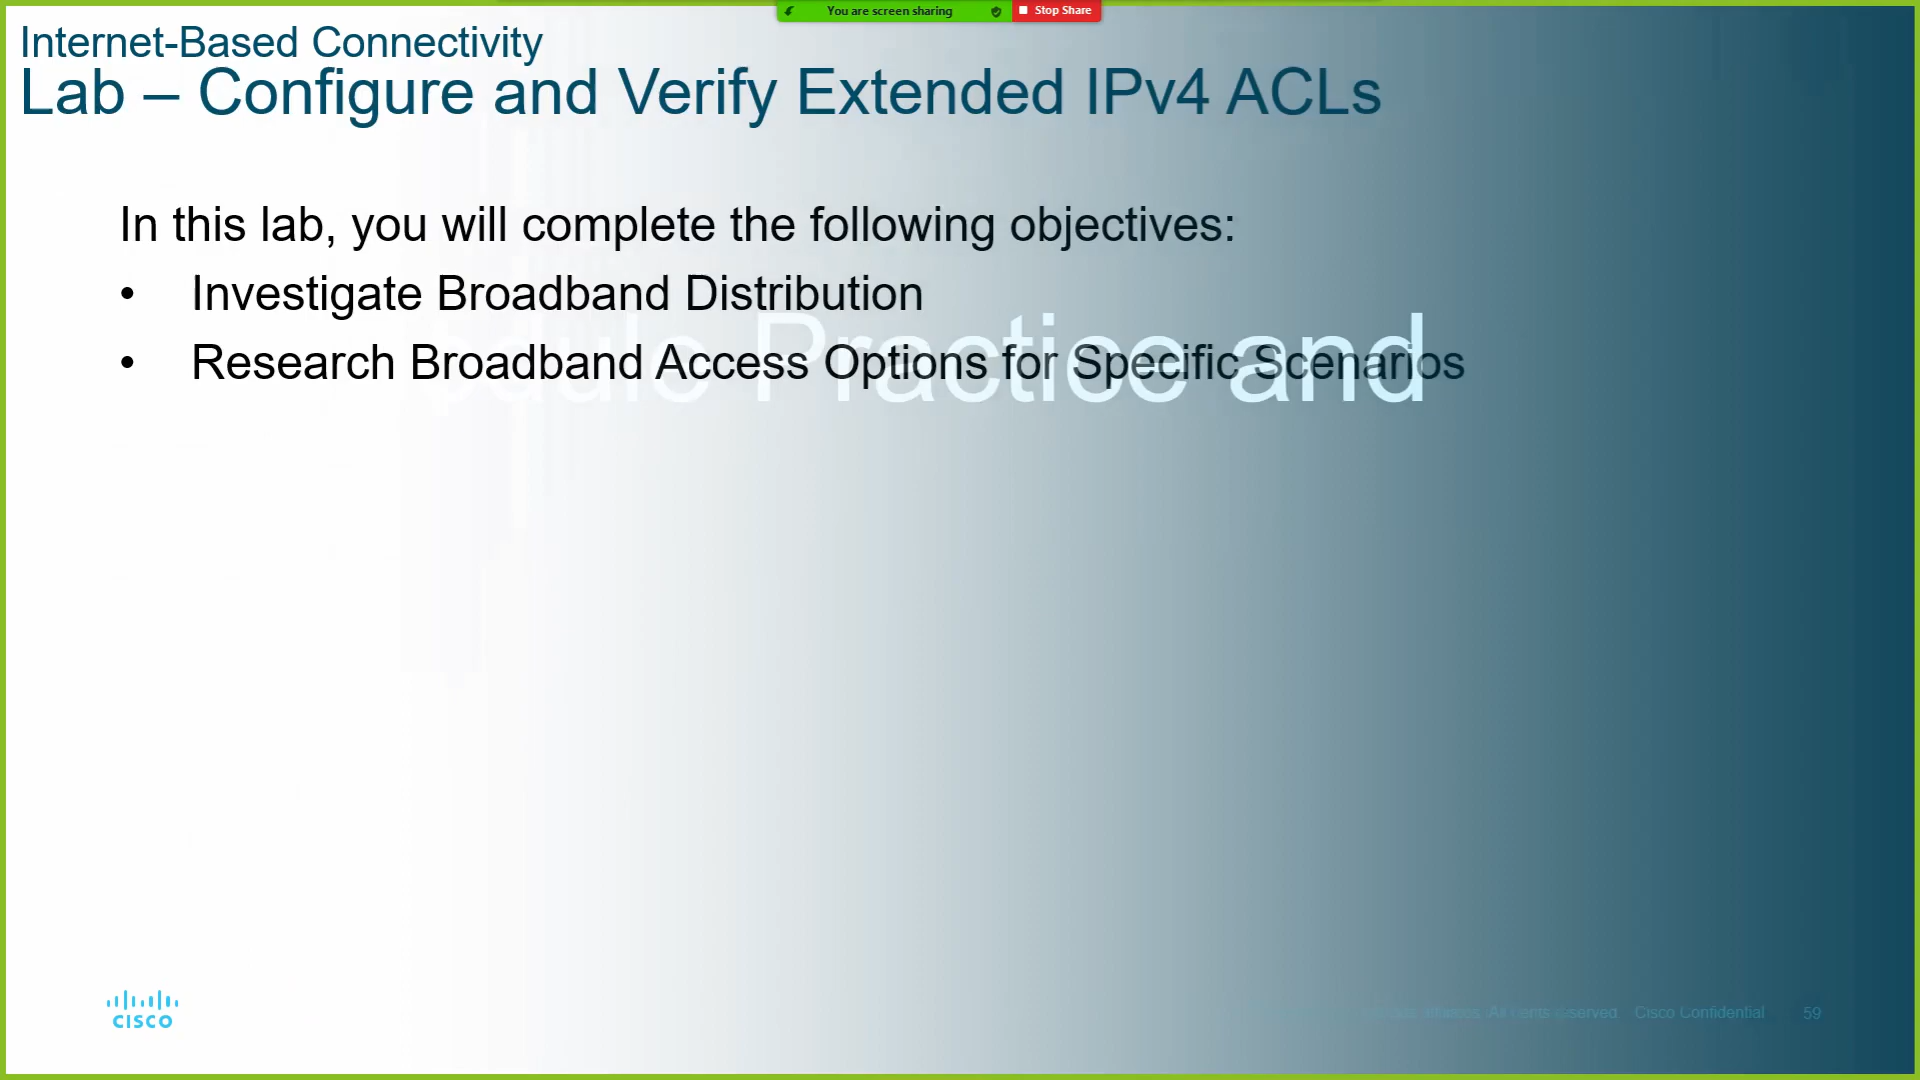 You are screen sharing
Stop Share
Internet-Based Connectivity
Lab – Configure and Verify Extended IPv4 ACLs
In this lab, you will complete the following objectives:
• Investigate Broadband Distribution
• Research Broadband Access Options for Specific Scenarios
Practice and
CISCO
Cisco Confidential 59